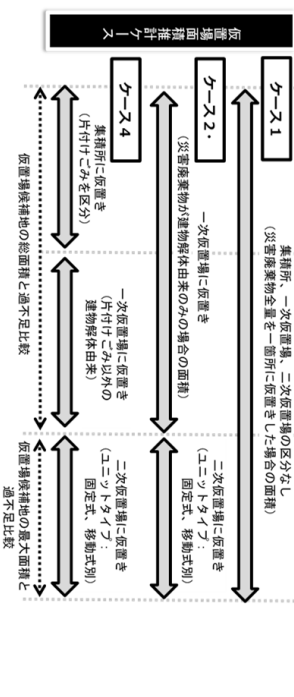 仮置場面積推計ケース
ケース1
集積所、一次仮置場、二次仮置場の区分なし
（災害廃棄物全量を一箇所に仮置きした場合の面積）
ケース2・
一次仮置場に仮置き
（災害廃棄物が建物解体由来のみの場合の面積）
二次仮置場に仮置き
（ユニットタイプ：
固定式、移動式別）
ケース4
集積所に仮置き
（片付けごみを区分）
一次仮置場に仮置き
（片付けごみ以外の
建物解体由来）
二次仮置場に仮置き
（ユニットタイプ：
固定式、移動式別）
仮置場候補地の総面積と過不足比較
仮置場候補地の最大面積と
過不足比較